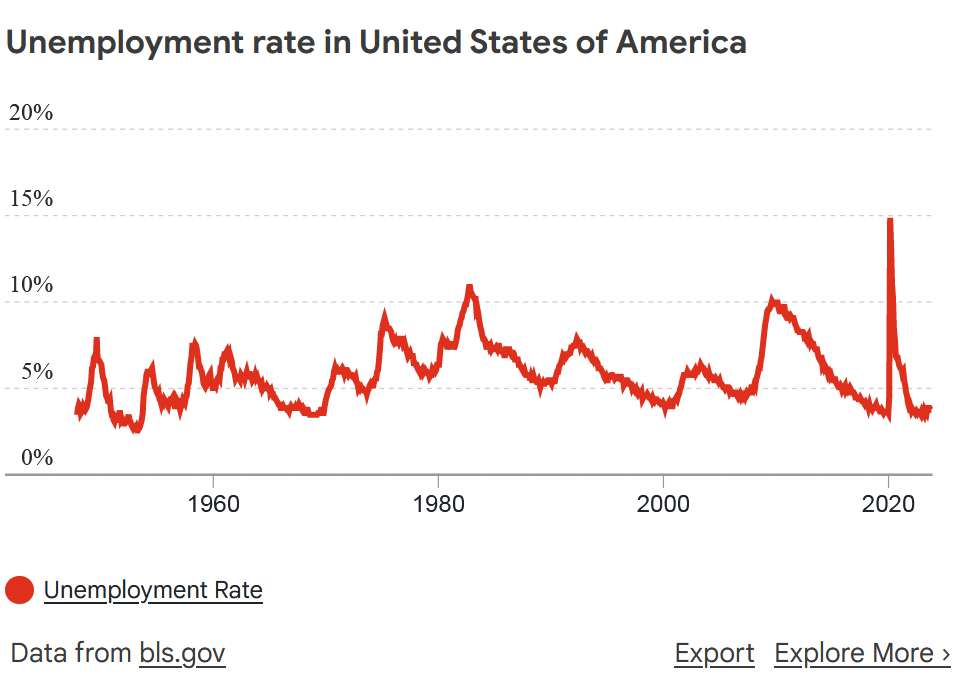 Unemployment rate in United States of America
20%
15%
10%
5%
0%
1960 1980 2000 2020
Unemployment Rate
Data from bls.gov Export Explore More ›